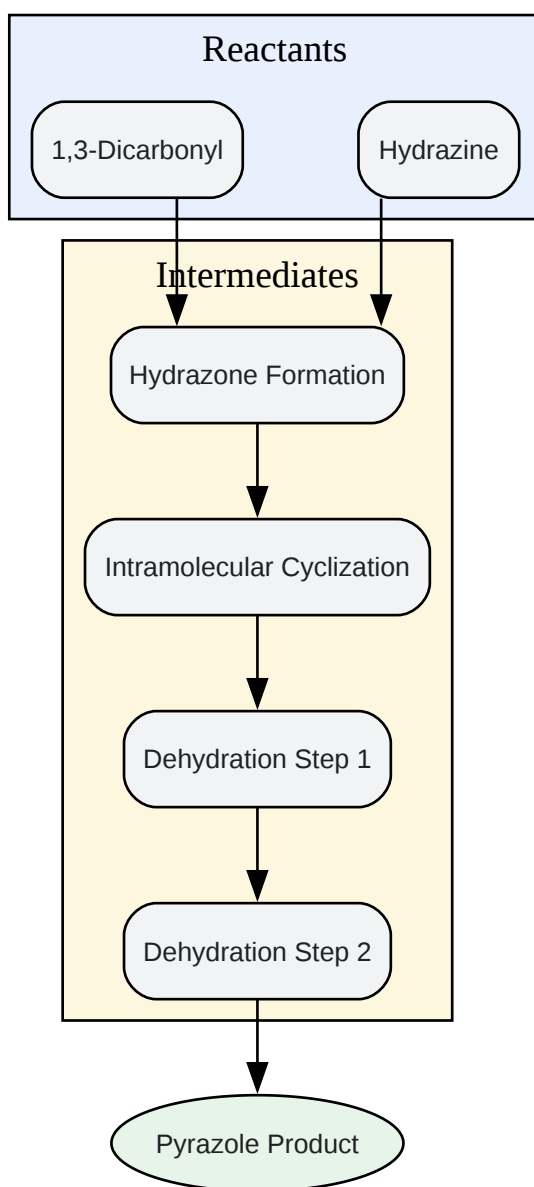 Reactants
1,3-Dicarbonyl
Hydrazine
Intermediates
Hydrazone Formation
Intramolecular Cyclization
Dehydration Step 1
Dehydration Step 2
Pyrazole Product